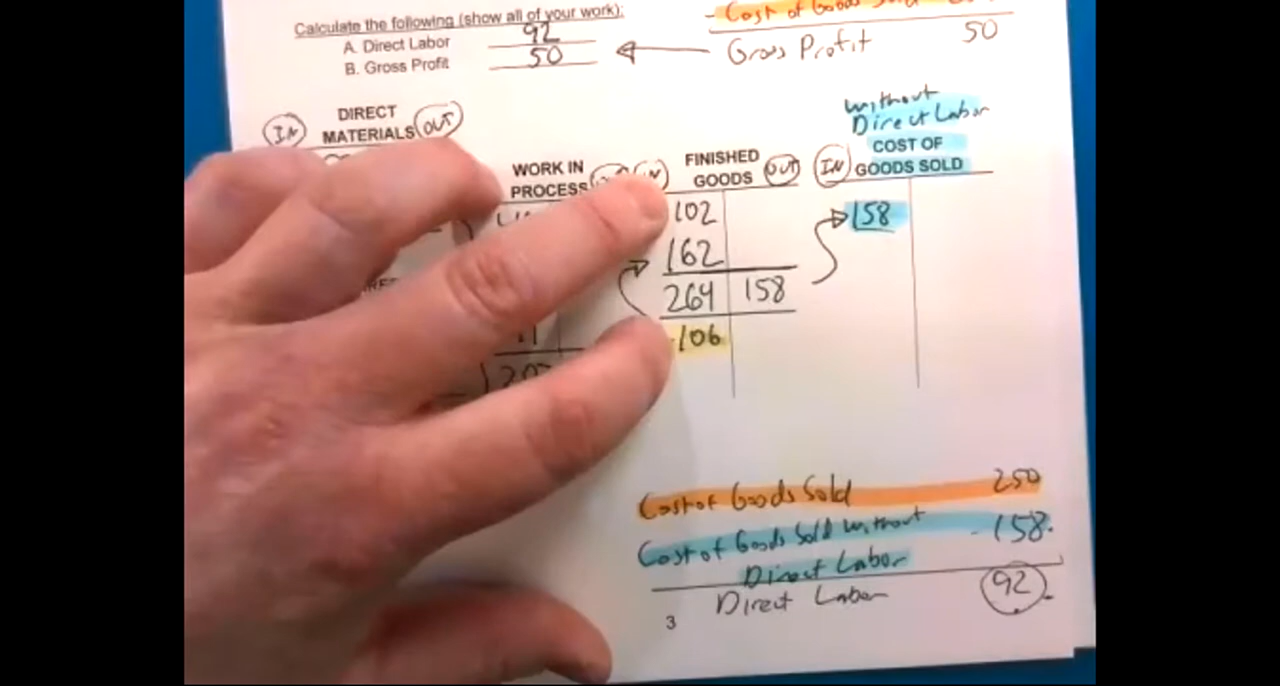 Calculate the following (show all of your work):
A. Direct Labor 92
B. Gross Profit 50
- Cost of Goods Sold
Gross Profit 50
IN DIRECT MATERIALS OUT
WORK IN
PROCESS
IN FINISHED
GOODS OUT
without
Direct Labor
COST OF
IN GOODS SOLD
102
162
264 158
106
158
Cost of Goods Sold 250
Cost of Goods Sold without - 158.
Direct Labor
Direct Labor 92
3